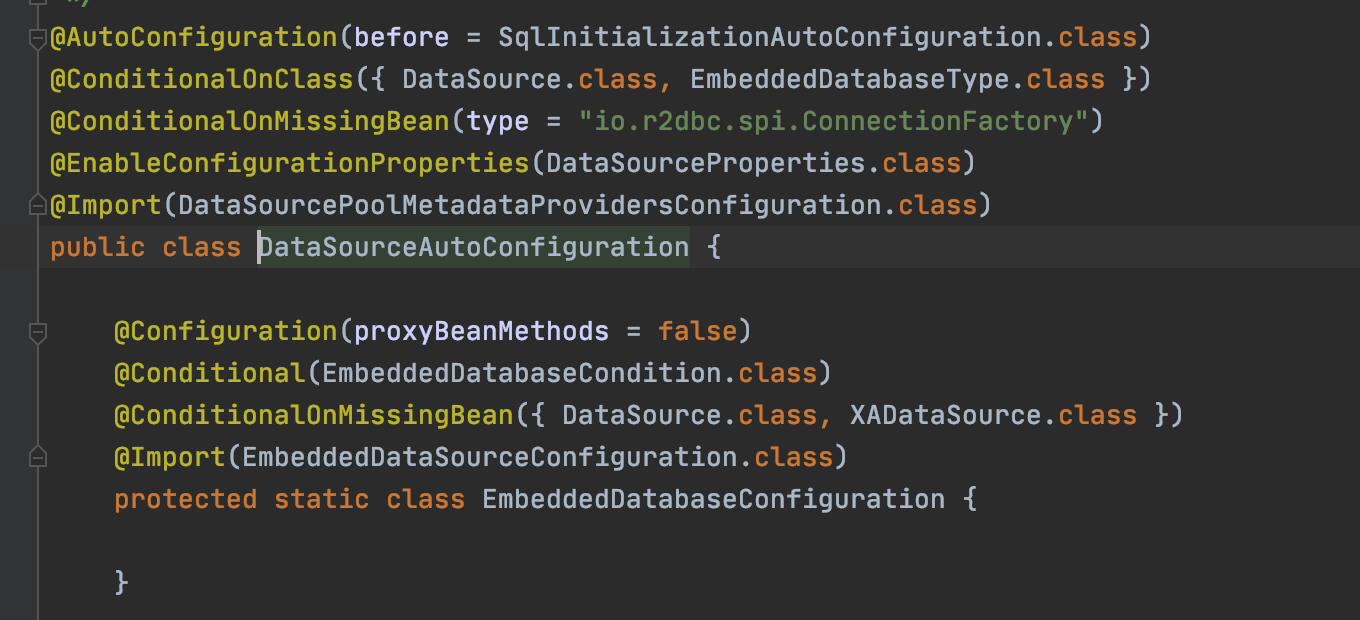 */
@AutoConfiguration(before = SqlInitializationAutoConfiguration.class)
@ConditionalOnClass({ DataSource.class, EmbeddedDatabaseType.class })
@ConditionalOnMissingBean(type = "io.r2dbc.spi.ConnectionFactory")
@EnableConfigurationProperties(DataSourceProperties.class)
@Import(DataSourcePoolMetadataProvidersConfiguration.class)
public class DataSourceAutoConfiguration {
@Configuration(proxyBeanMethods = false)
@Conditional(EmbeddedDatabaseCondition.class)
@ConditionalOnMissingBean({ DataSource.class, XADataSource.class })
@Import(EmbeddedDataSourceConfiguration.class)
protected static class EmbeddedDatabaseConfiguration {
}